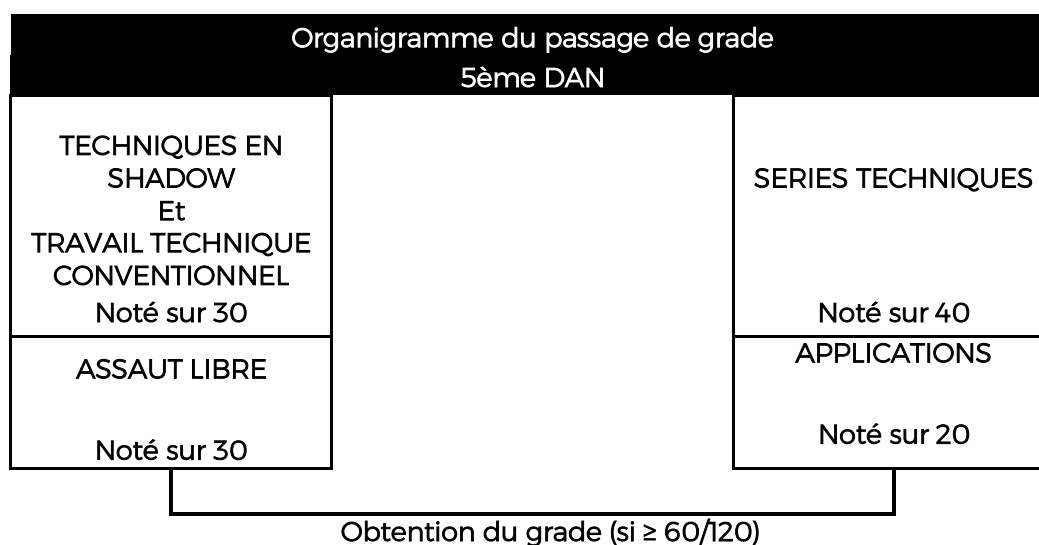 Organigramme du passage de grade
5ème DAN
TECHNIQUES EN
SHADOW
Et
TRAVAIL TECHNIQUE
CONVENTIONNEL
Noté sur 30
SERIES TECHNIQUES
Noté sur 40
ASSAUT LIBRE
Noté sur 30
APPLICATIONS
Noté sur 20
Obtention du grade (si ≥ 60/120)